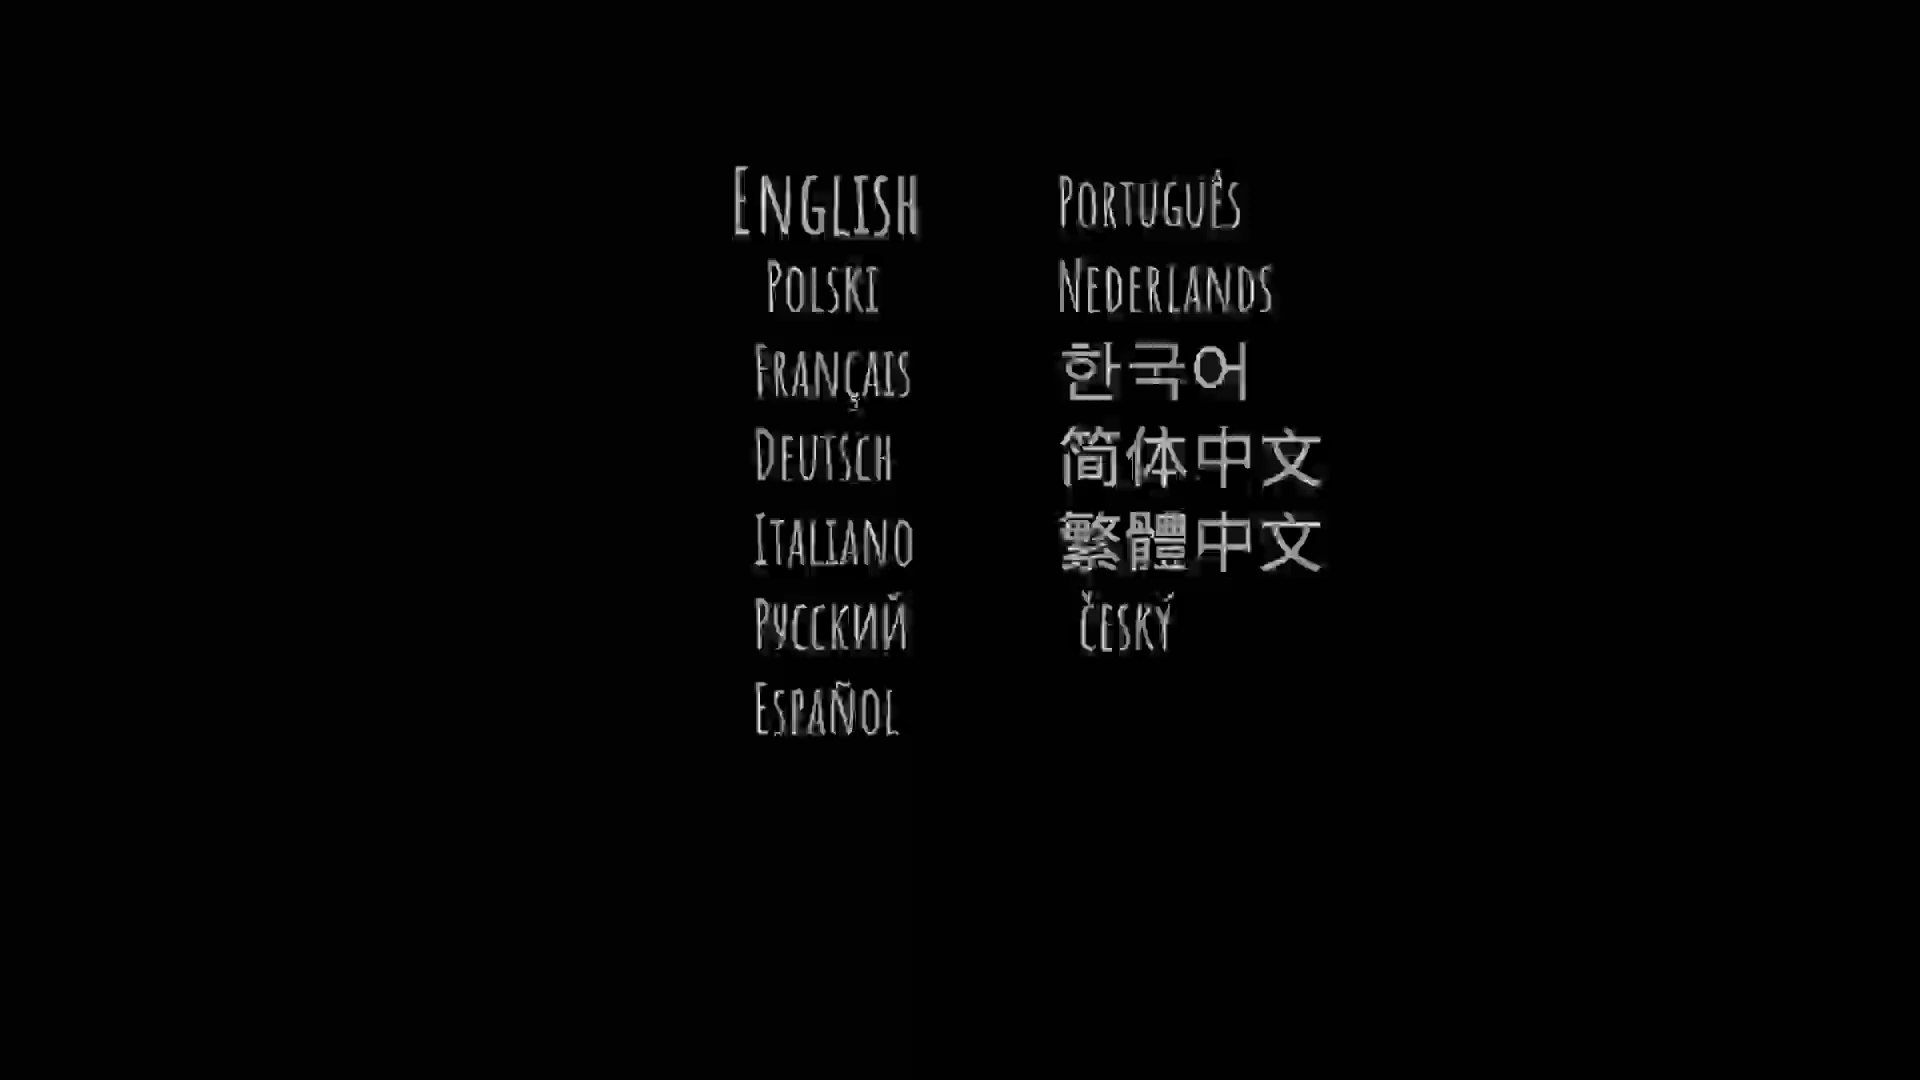 English
Polski
Français
Deutsch
Italiano
Русский
Español
Português
Nederlands
한국어
简体中文
繁體中文
Český